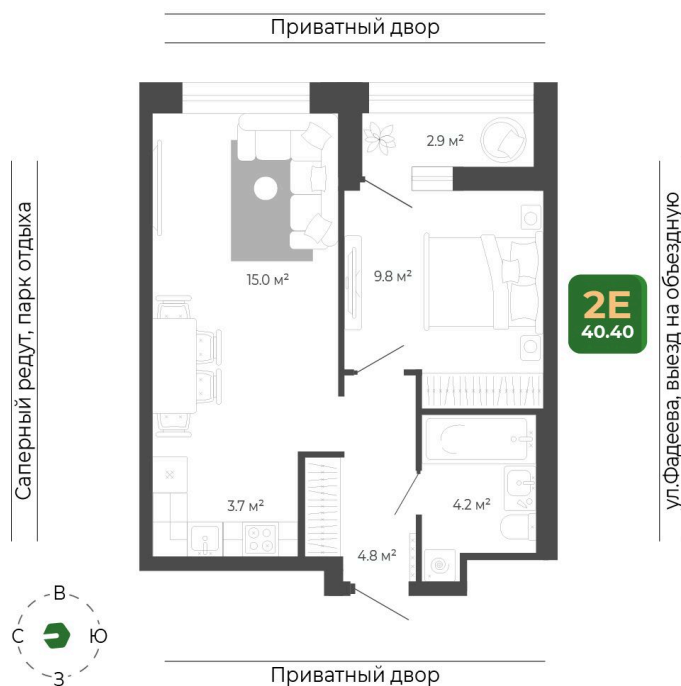 Приватный двор
2.9 м²
Саперный редут, парк отдыха
15.0 м²
9.8 м²
2Е
40.40
ул.Фадеева, выезд на объездную
3.7 м²
4.2 м²
4.8 м²
В
С
Ю
З
Приватный двор